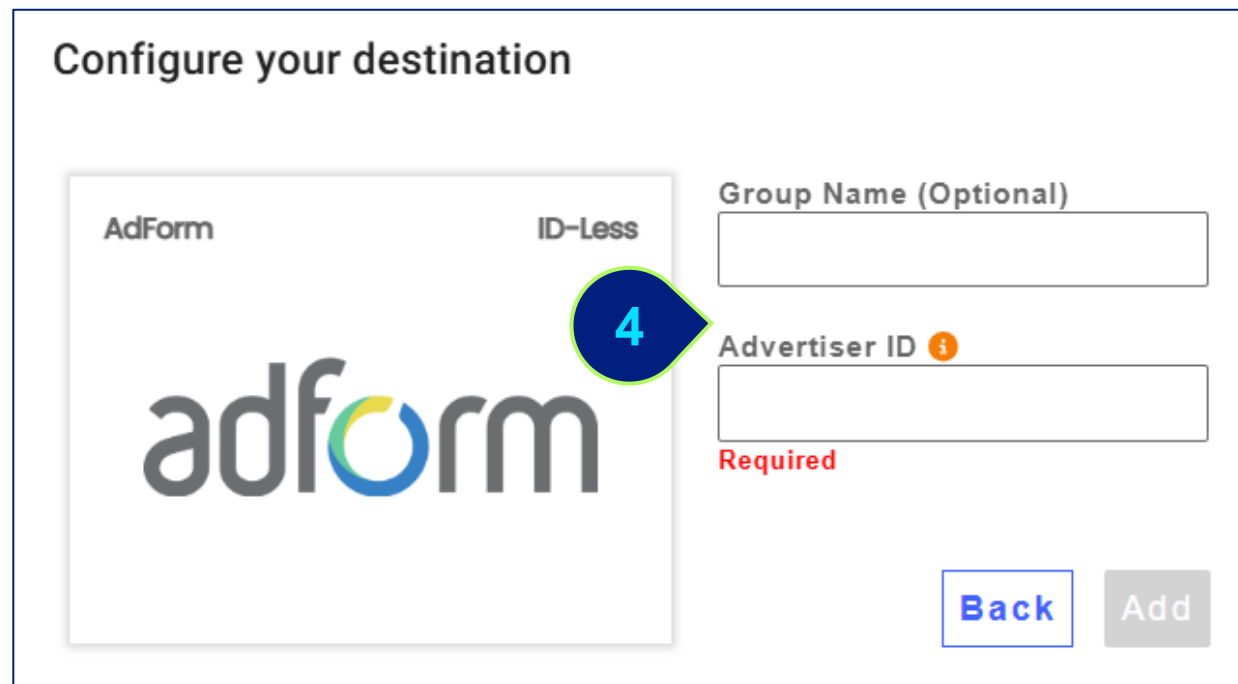 Configure your destination
AdForm ID-Less
adform
4
Group Name (Optional)
Advertiser ID
Required
Back Add